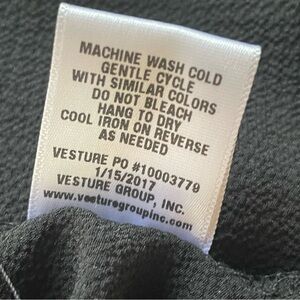 MACHINE WASH COLD
GENTLE CYCLE
WITH SIMILAR COLORS
DO NOT BLEACH
HANG TO DRY
COOL IRON ON REVERSE
AS NEEDED
VESTURE PO #10003779
1/15/2017
VESTURE GROUP, INC.
www.vesturegroupinc.com